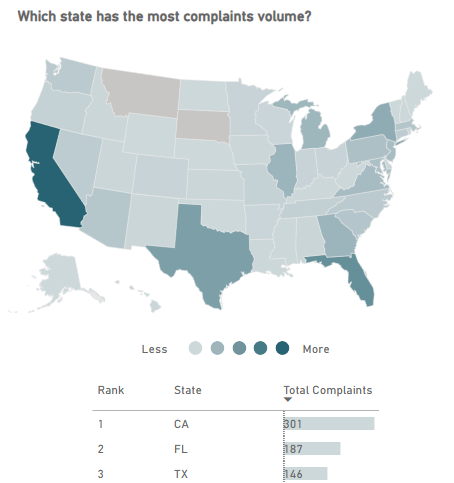 Which state has the most complaints volume?
Less More
Rank State Total Complaints
1 CA 301
2 FL 187
3 TX 146